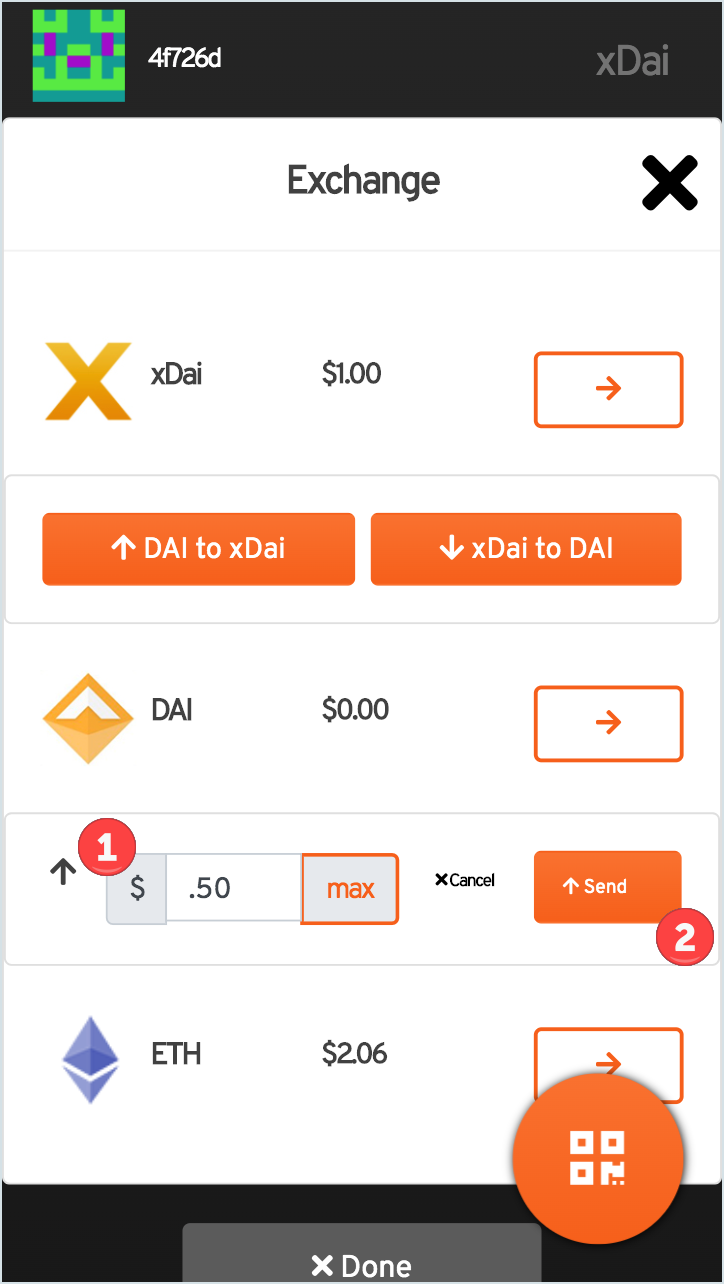 4f726d
xDai
Exchange
xDai $1.00
DAI to xDai
xDai to DAI
DAI $0.00
1
$ .50 max
Cancel
Send
2
ETH $2.06
Done